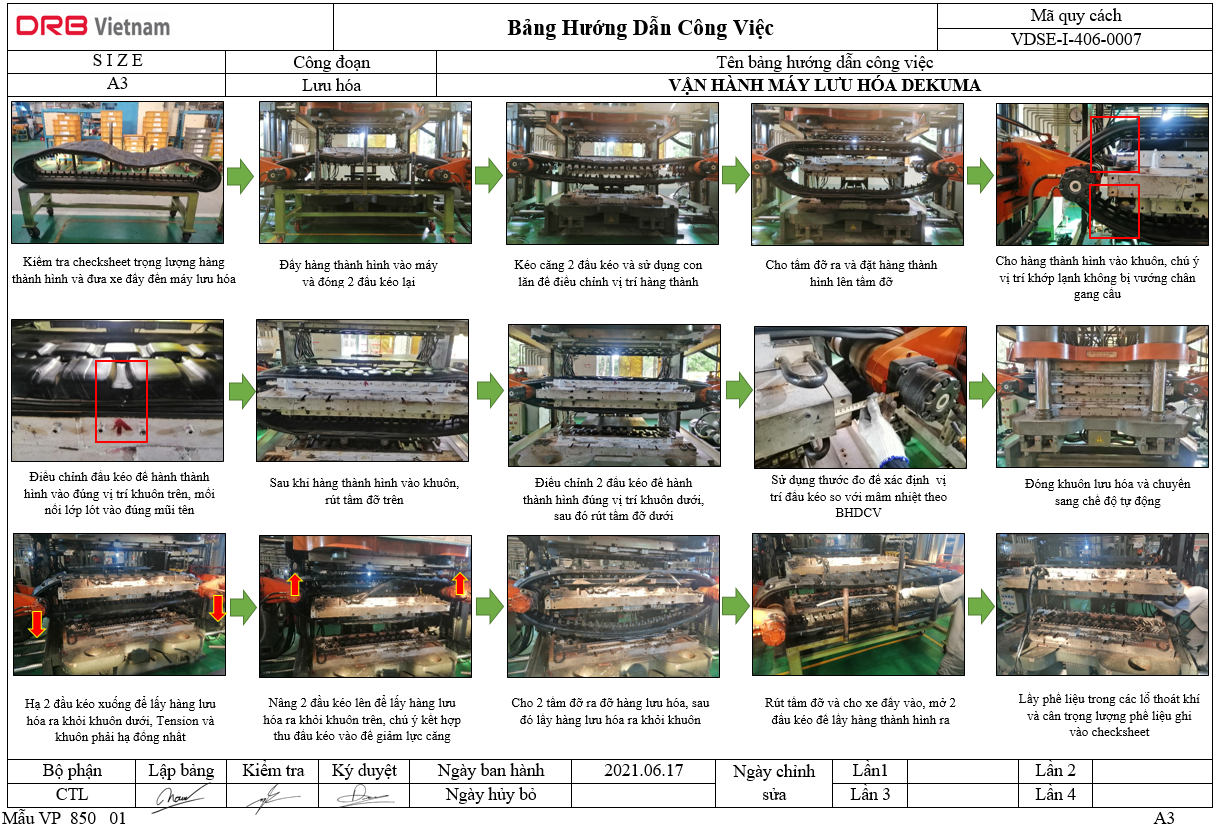 DRB Vietnam
Bảng Hướng Dẫn Công Việc
Mã quy cách
VDSE-I-406-0007
S I Z E
Công đoạn
Tên bảng hướng dẫn công việc
A3
Lưu hóa
VẬN HÀNH MÁY LƯU HÓA DEKUMA
Kiểm tra checksheet trọng lượng hàng
thành hình và đưa xe đẩy đến máy lưu hóa
Đẩy hàng thành hình vào máy
và đóng 2 đầu kéo lại
Kéo căng 2 đầu kéo và sử dụng con
lăn để điều chỉnh vị trí hàng thành
Cho tấm đỡ ra và đặt hàng thành
hình lên tấm đỡ
Cho hàng thành hình vào khuôn, chú ý
vị trí khớp lạnh không bị vướng chân
gang cẩu
Điều chỉnh đầu kéo để hành thành
hình vào đúng vị trí khuôn trên, mối
nối lớp lót vào đúng mũi tên
Sau khi hàng thành hình vào khuôn,
rút tấm đỡ trên
Điều chỉnh 2 đầu kéo để hành
thành hình đúng vị trí khuôn dưới,
sau đó rút tấm đỡ dưới
Sử dụng thước đo để xác định vị
trí đầu kéo so với mâm nhiệt theo
BHDCV
Đóng khuôn lưu hóa và chuyển
sang chế độ tự động
Hạ 2 đầu kéo xuống để lấy hàng lưu
hóa ra khỏi khuôn dưới, Tension và
khuôn phải hạ đồng nhất
Nâng 2 đầu kéo lên để lấy hàng lưu
hóa ra khỏi khuôn trên, chú ý kết hợp
thu đầu kéo vào để giảm lực căng
Cho 2 tấm đỡ ra đỡ hàng lưu hóa, sau
đó lấy hàng lưu hóa ra khỏi khuôn
Rút tấm đỡ và cho xe đẩy vào, mở 2
đầu kéo để lấy hàng thành hình ra
Lấy phế liệu trong các lổ thoát khí
và cân trọng lượng phế liệu ghi
vào checksheet
Bộ phận
Lập bảng
Kiểm tra
Ký duyệt
Ngày ban hành
2021.06.17
Ngày chỉnh
sửa
Lần1
Lần 2
CTL
Ngày hủy bỏ
Lần 3
Lần 4
Mẫu VP_850_01
A3